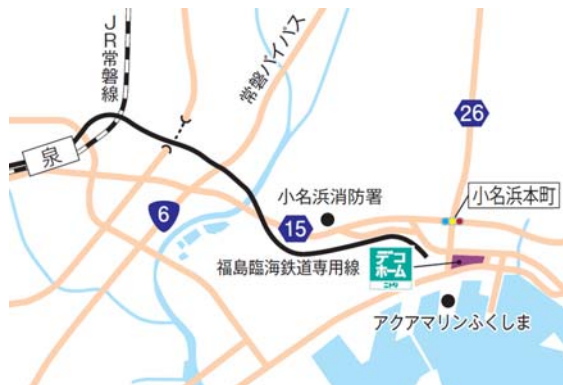 JR常磐線
常磐バイパス
26
泉
小名浜消防署
小名浜本町
6
15
デコ
ホーム
ニトリ
福島臨海鉄道専用線
アクアマリンふくしま